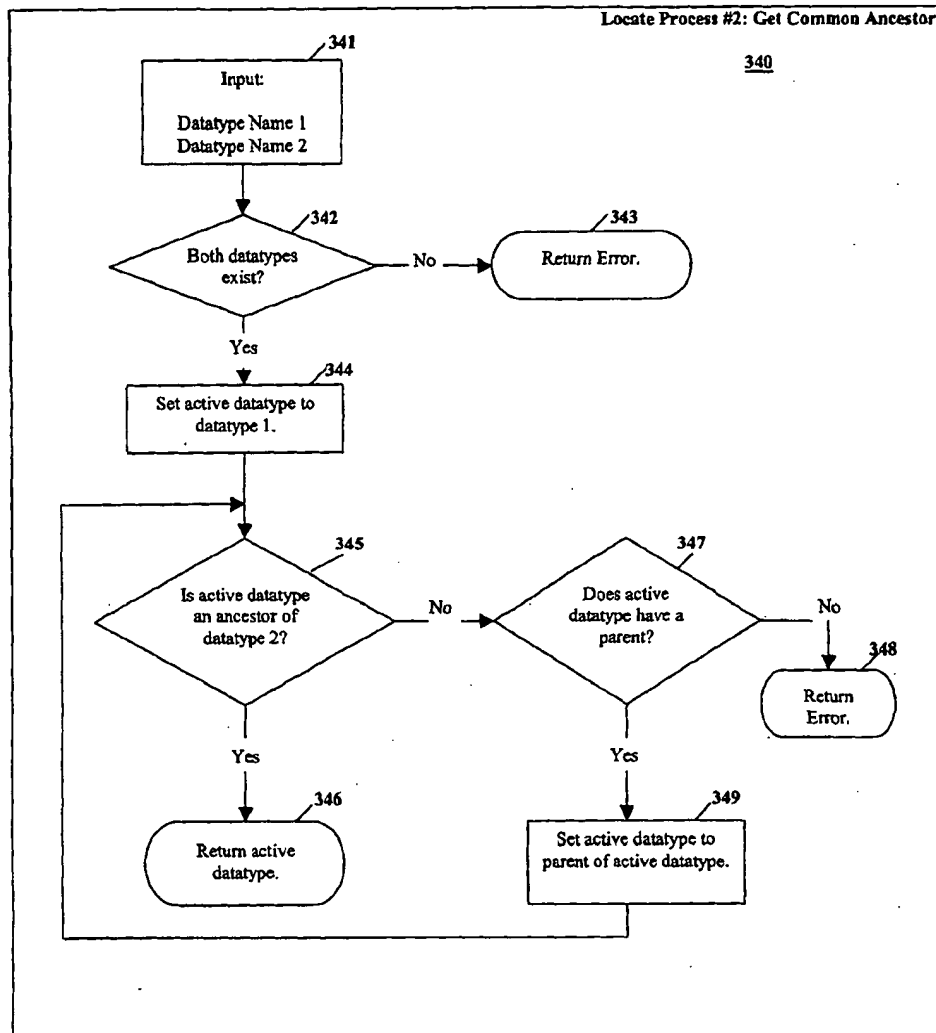 Locate Process #2: Get Common Ancestor
340
341
Input:
Datatype Name 1
Datatype Name 2
342
Both datatypes
exist?
No
343
Return Error.
Yes
344
Set active datatype to
datatype 1.
345
Is active datatype
an ancestor of
datatype 2?
No
347
Does active
datatype have a
parent?
No
348
Return
Error.
Yes
346
Return active
datatype.
Yes
349
Set active datatype to
parent of active datatype.